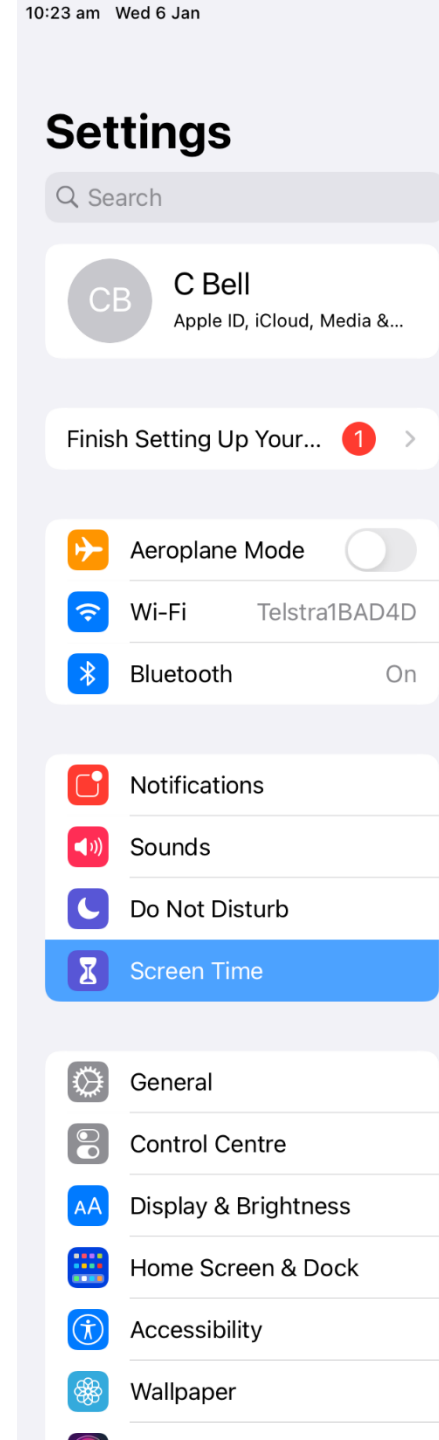 10:23 am Wed 6 Jan
Settings
Search
CB
C Bell
Apple ID, iCloud, Media &...
Finish Setting Up Your... 1
Aeroplane Mode
Wi-Fi Telstra1BAD4D
Bluetooth On
Notifications
Sounds
Do Not Disturb
Screen Time
General
Control Centre
AA Display & Brightness
Home Screen & Dock
Accessibility
Wallpaper